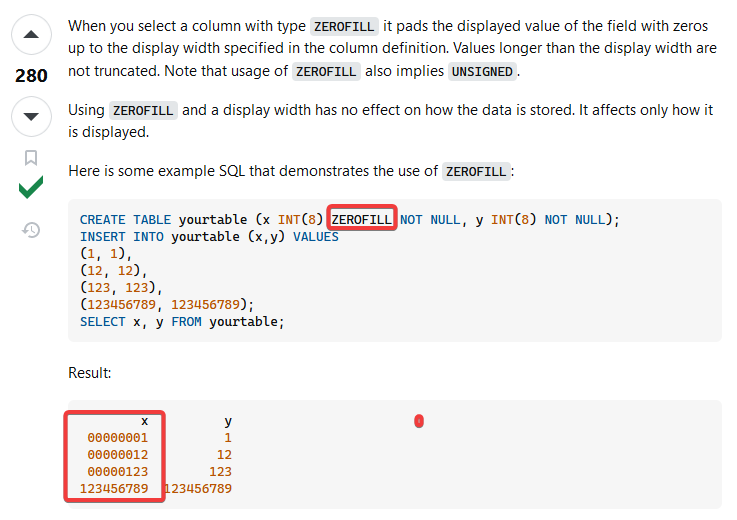 When you select a column with type ZEROFILL it pads the displayed value of the field with zeros
up to the display width specified in the column definition. Values longer than the display width are
280
not truncated. Note that usage of ZEROFILL also implies UNSIGNED.
Using ZEROFILL and a display width has no effect on how the data is stored. It affects only how it
is displayed.
Here is some example SQL that demonstrates the use of ZEROFILL:
CREATE TABLE yourtable (x INT(8) ZEROFILL NOT NULL, y INT(8) NOT NULL);
INSERT INTO yourtable (x,y) VALUES
(1, 1),
(12, 12),
(123, 123),
(123456789, 123456789);
SELECT x, y FROM yourtable;
Result:
x y
00000001 1
00000012 12
00000123 123
123456789 123456789